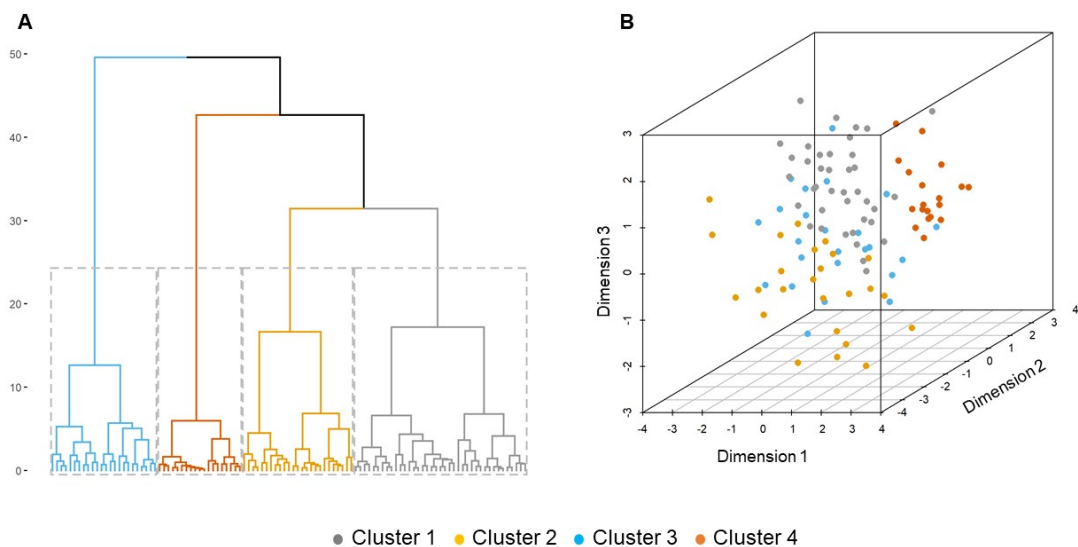 A
B
50
40
30
20
10
0
3
2
1
0
-1
-2
-3
Dimension 3
-4 -3 -2 -1 0 1 2 3 4
Dimension 1
-4 -3 -2 -1 0 1 2 3 4
Dimension 2
Cluster 1 Cluster 2 Cluster 3 Cluster 4